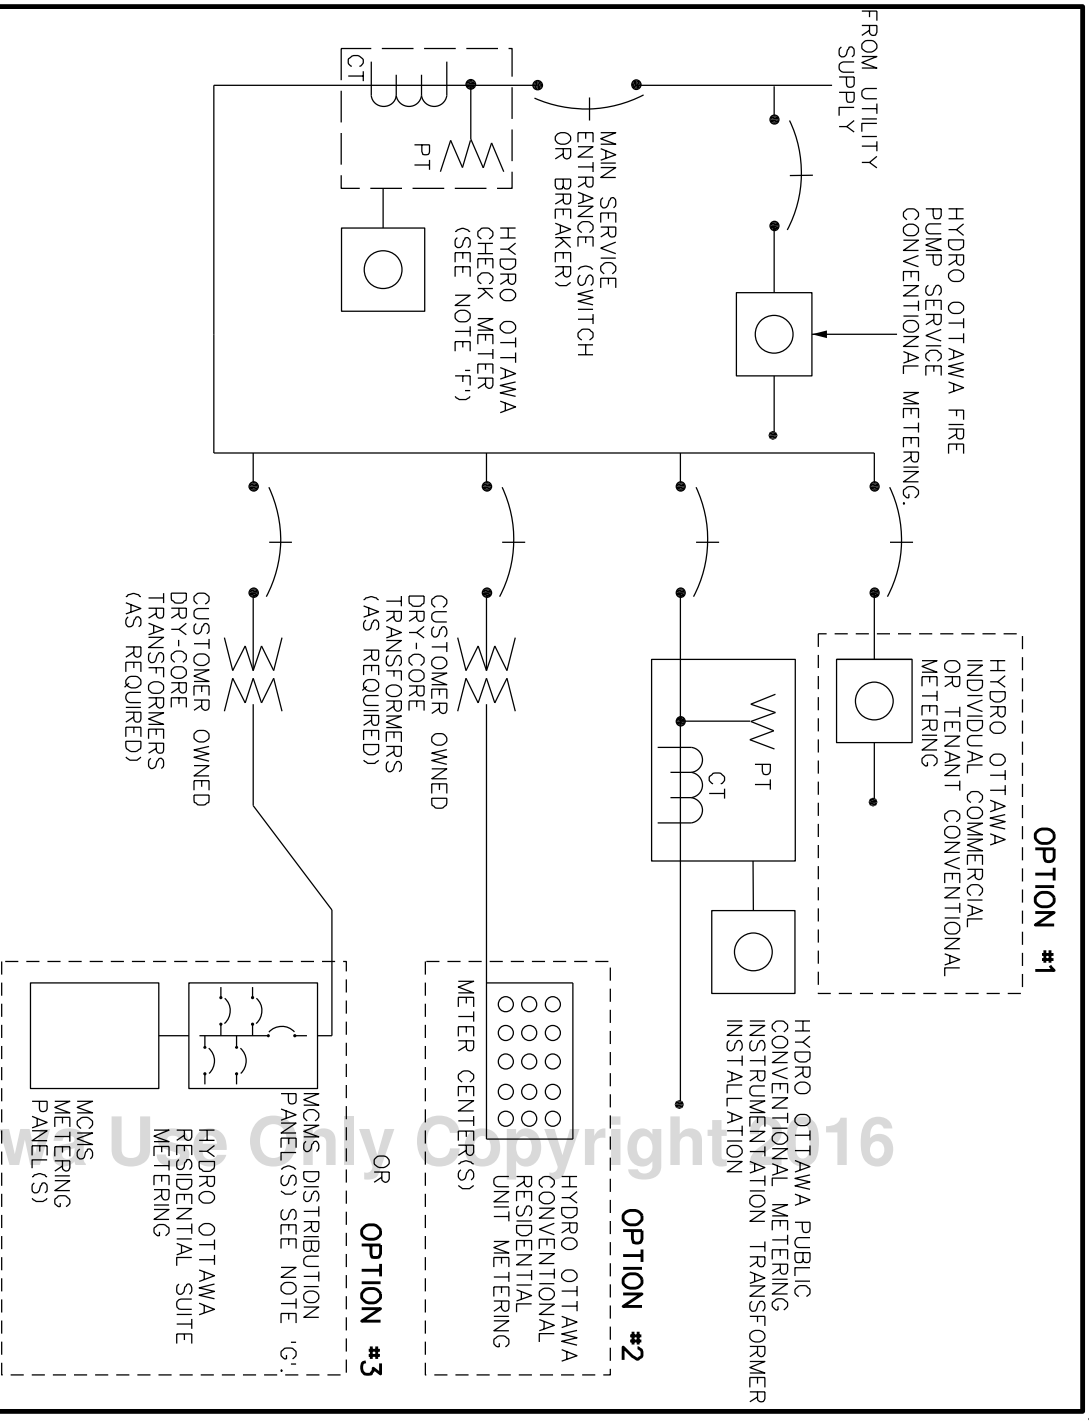 FROM UTILITY
SUPPLY
HYDRO OTTAWA FIRE
PUMP SERVICE
CONVENTIONAL METERING.
MAIN SERVICE
ENTRANCE (SWITCH
OR BREAKER)
CT
PT
HYDRO OTTAWA
CHECK METER
(SEE NOTE 'F')
OPTION #1
HYDRO OTTAWA
INDIVIDUAL COMMERCIAL
OR TENANT CONVENTIONAL
METERING
PT
CT
HYDRO OTTAWA PUBLIC
CONVENTIONAL METERING
INSTRUMENTATION TRANSFORMER
INSTALLATION
CUSTOMER OWNED
DRY-CORE
TRANSFORMERS
(AS REQUIRED)
OPTION #2
METER CENTER(S)
HYDRO OTTAWA
CONVENTIONAL
RESIDENTIAL
UNIT METERING
OR
CUSTOMER OWNED
DRY-CORE
TRANSFORMERS
(AS REQUIRED)
OPTION #3
MCMS DISTRIBUTION
PANEL(S) SEE NOTE 'G'.
HYDRO OTTAWA
RESIDENTIAL SUITE
METERING
MCMS
METERING
PANEL(S)
Use Only Copyright 2016